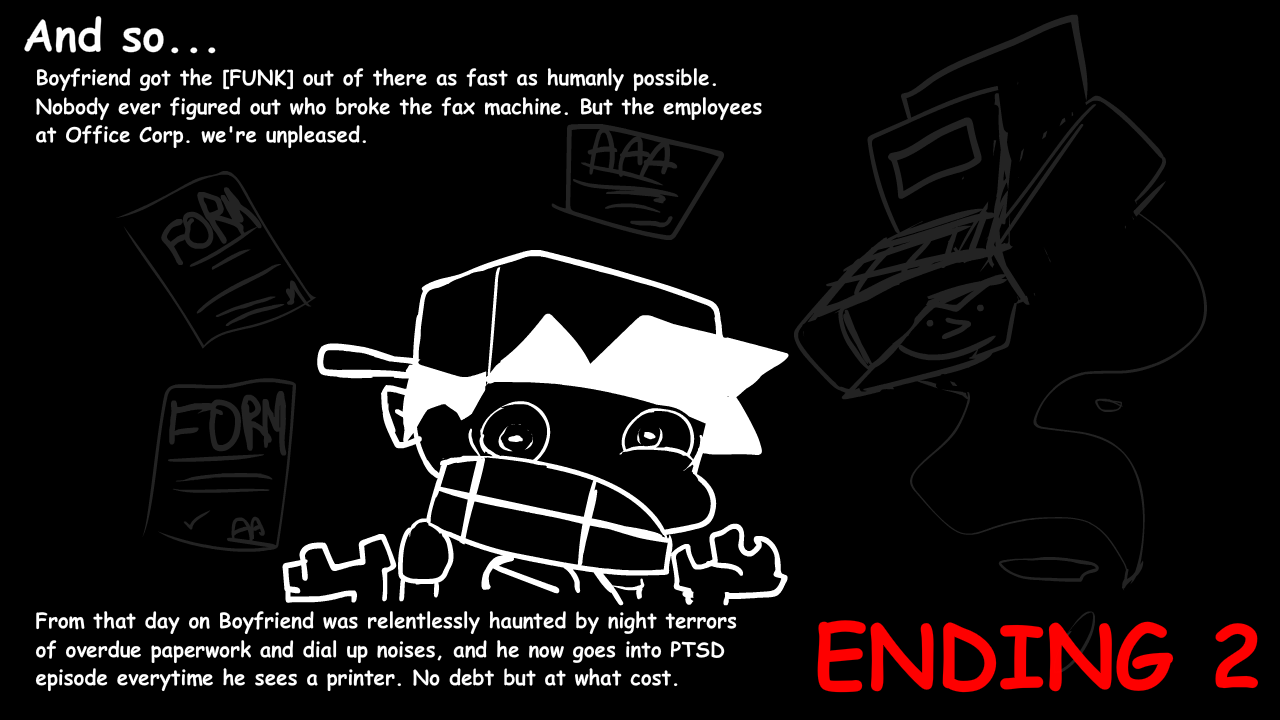 And so...
Boyfriend got the [FUNK] out of there as fast as humanly possible.
Nobody ever figured out who broke the fax machine. But the employees
at Office Corp. we're unpleased.
AAA
FORM
FORM
AA
From that day on Boyfriend was relentlessly haunted by night terrors
of overdue paperwork and dial up noises, and he now goes into PTSD
episode everytime he sees a printer. No debt but at what cost.
ENDING 2